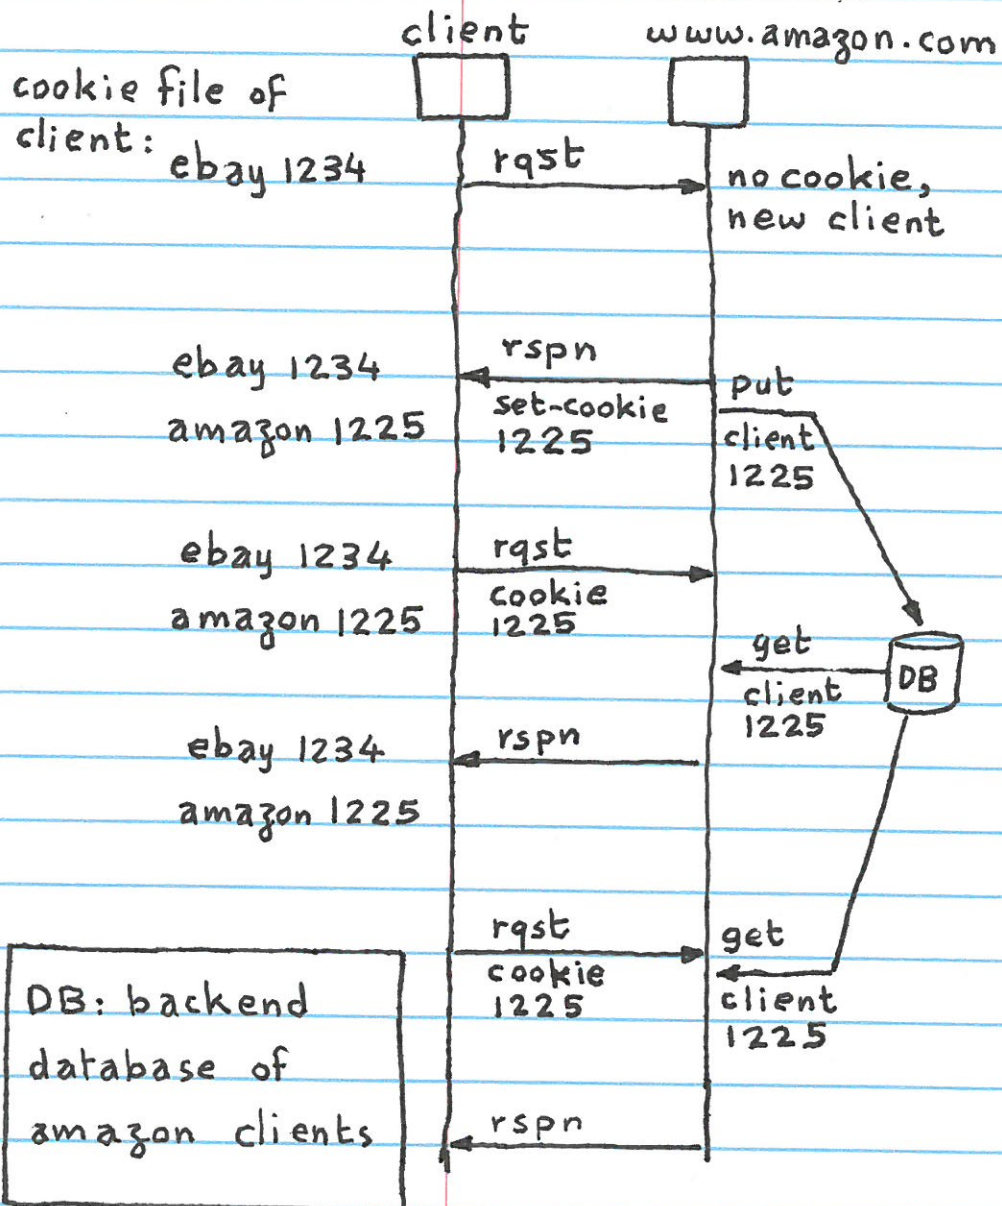 client
www.amazon.com
cookie file of
client:
ebay 1234
rqst
no cookie,
new client
ebay 1234
amazon 1225
rspn
set-cookie
1225
put
client
1225
ebay 1234
amazon 1225
rqst
cookie
1225
get
client
1225
DB
ebay 1234
amazon 1225
rspn
rqst
cookie
1225
get
client
1225
DB: backend
database of
amazon clients
rspn